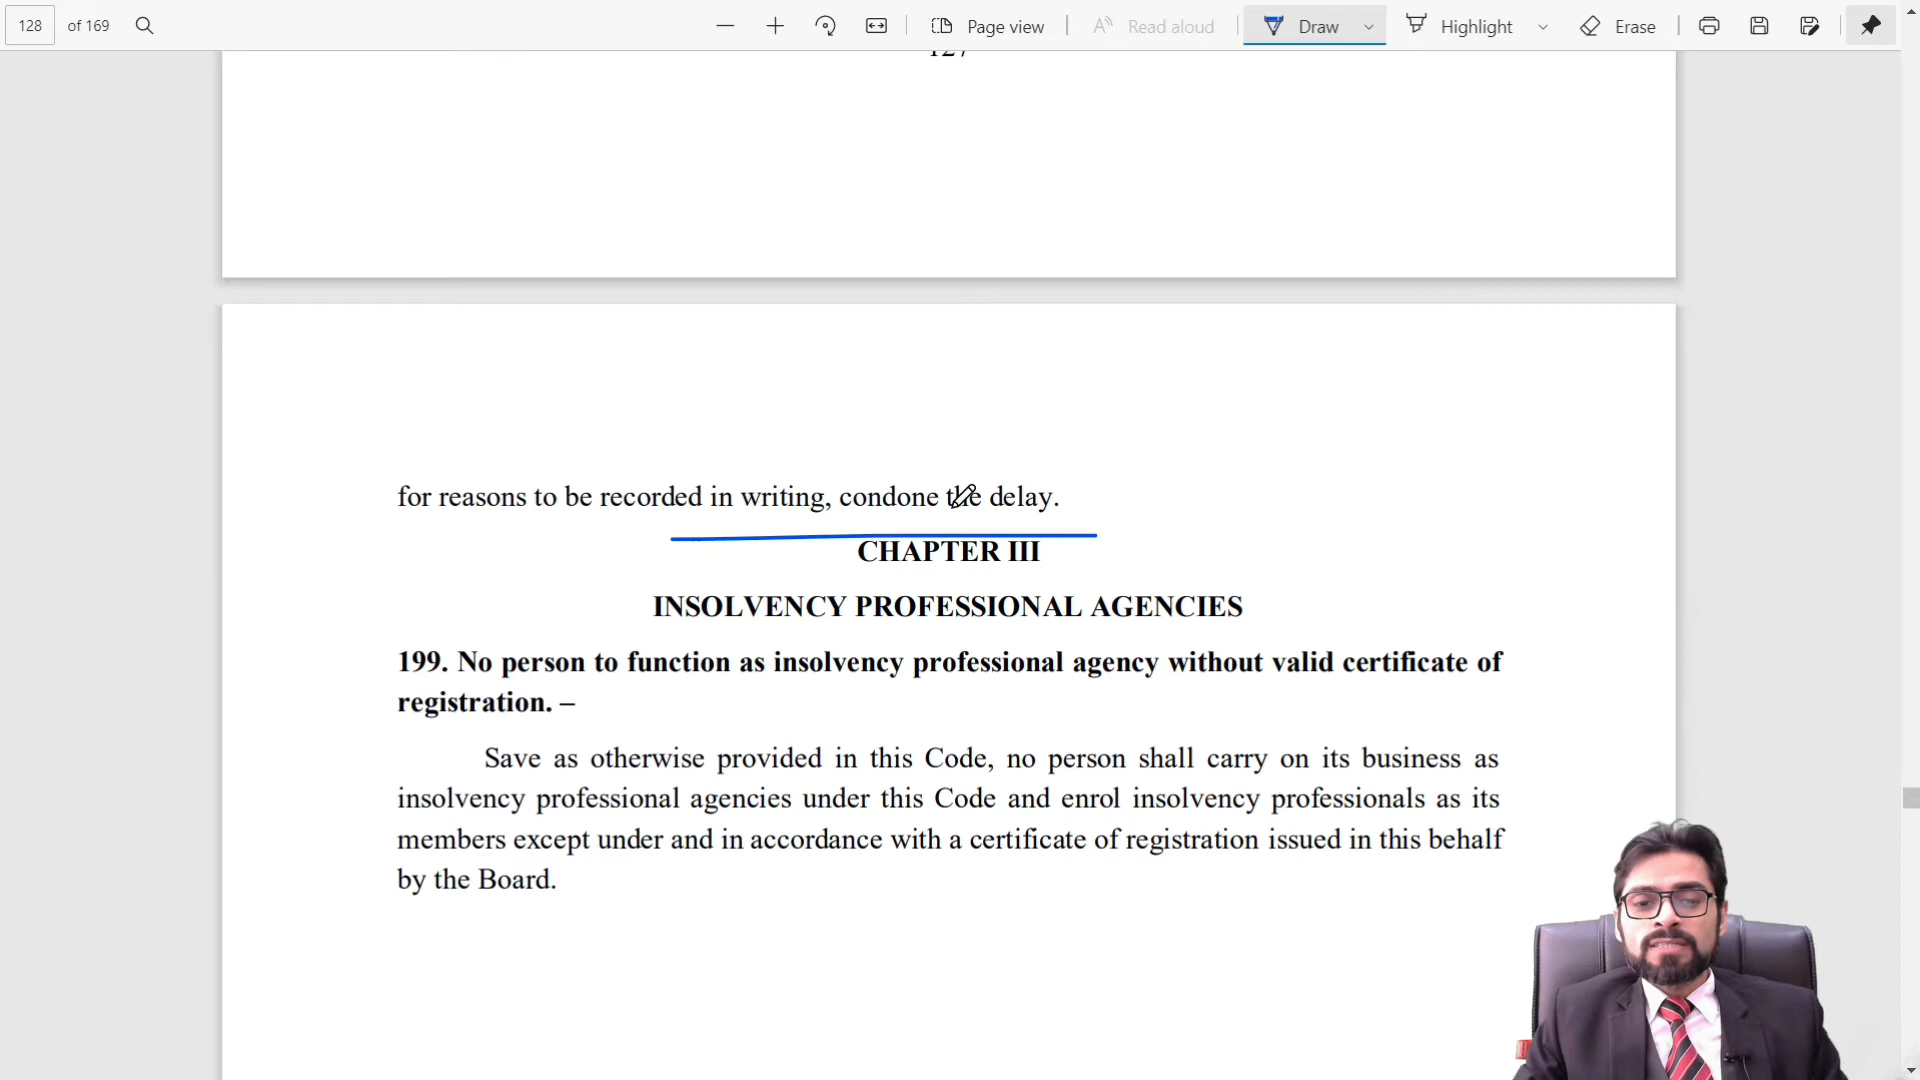 128 of 169 Page view Read aloud Draw Highlight Erase
127
for reasons to be recorded in writing, condone the delay.
CHAPTER III
INSOLVENCY PROFESSIONAL AGENCIES
199. No person to function as insolvency professional agency without valid certificate of
registration. –
Save as otherwise provided in this Code, no person shall carry on its business as
insolvency professional agencies under this Code and enrol insolvency professionals as its
members except under and in accordance with a certificate of registration issued in this behalf
by the Board.